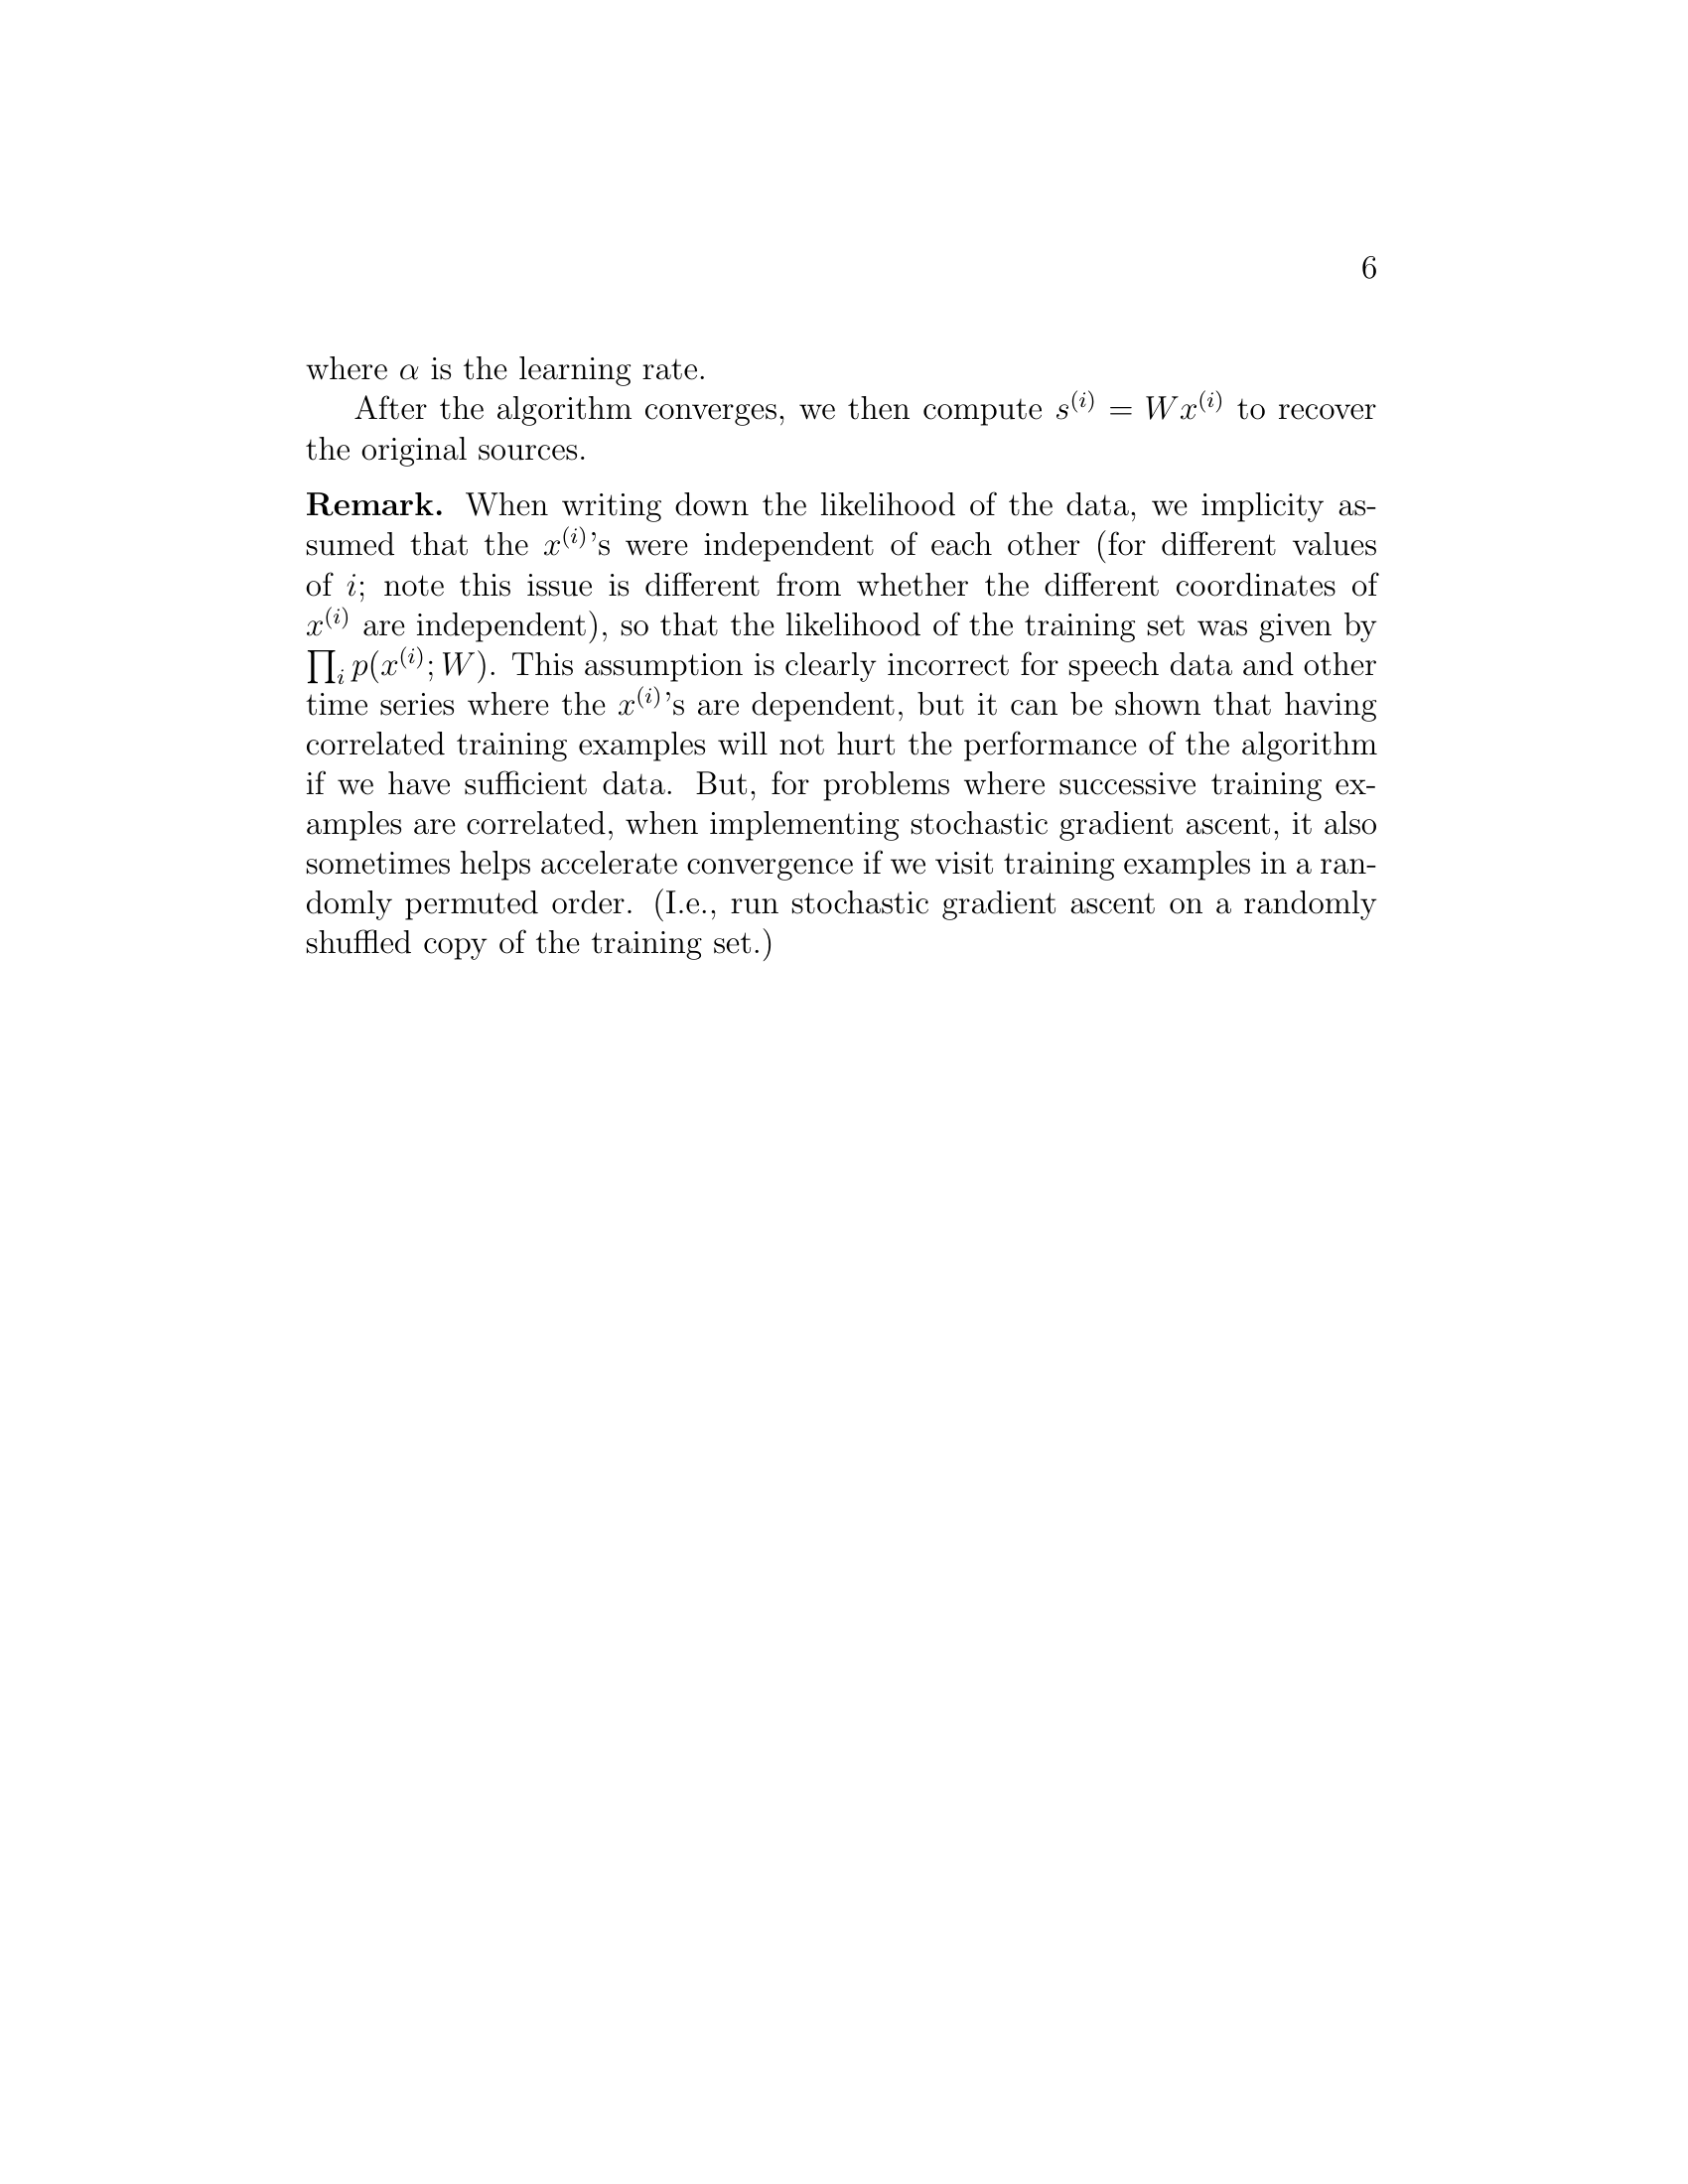 6
where α is the learning rate.
After the algorithm converges, we then compute s^{(i)} = Wx^{(i)} to recover
the original sources.
Remark. When writing down the likelihood of the data, we implicity as-
sumed that the x^{(i)}'s were independent of each other (for different values
of i; note this issue is different from whether the different coordinates of
x^{(i)} are independent), so that the likelihood of the training set was given by
∏_i p(x^{(i)}; W). This assumption is clearly incorrect for speech data and other
time series where the x^{(i)}'s are dependent, but it can be shown that having
correlated training examples will not hurt the performance of the algorithm
if we have sufficient data. But, for problems where successive training ex-
amples are correlated, when implementing stochastic gradient ascent, it also
sometimes helps accelerate convergence if we visit training examples in a ran-
domly permuted order. (I.e., run stochastic gradient ascent on a randomly
shuffled copy of the training set.)